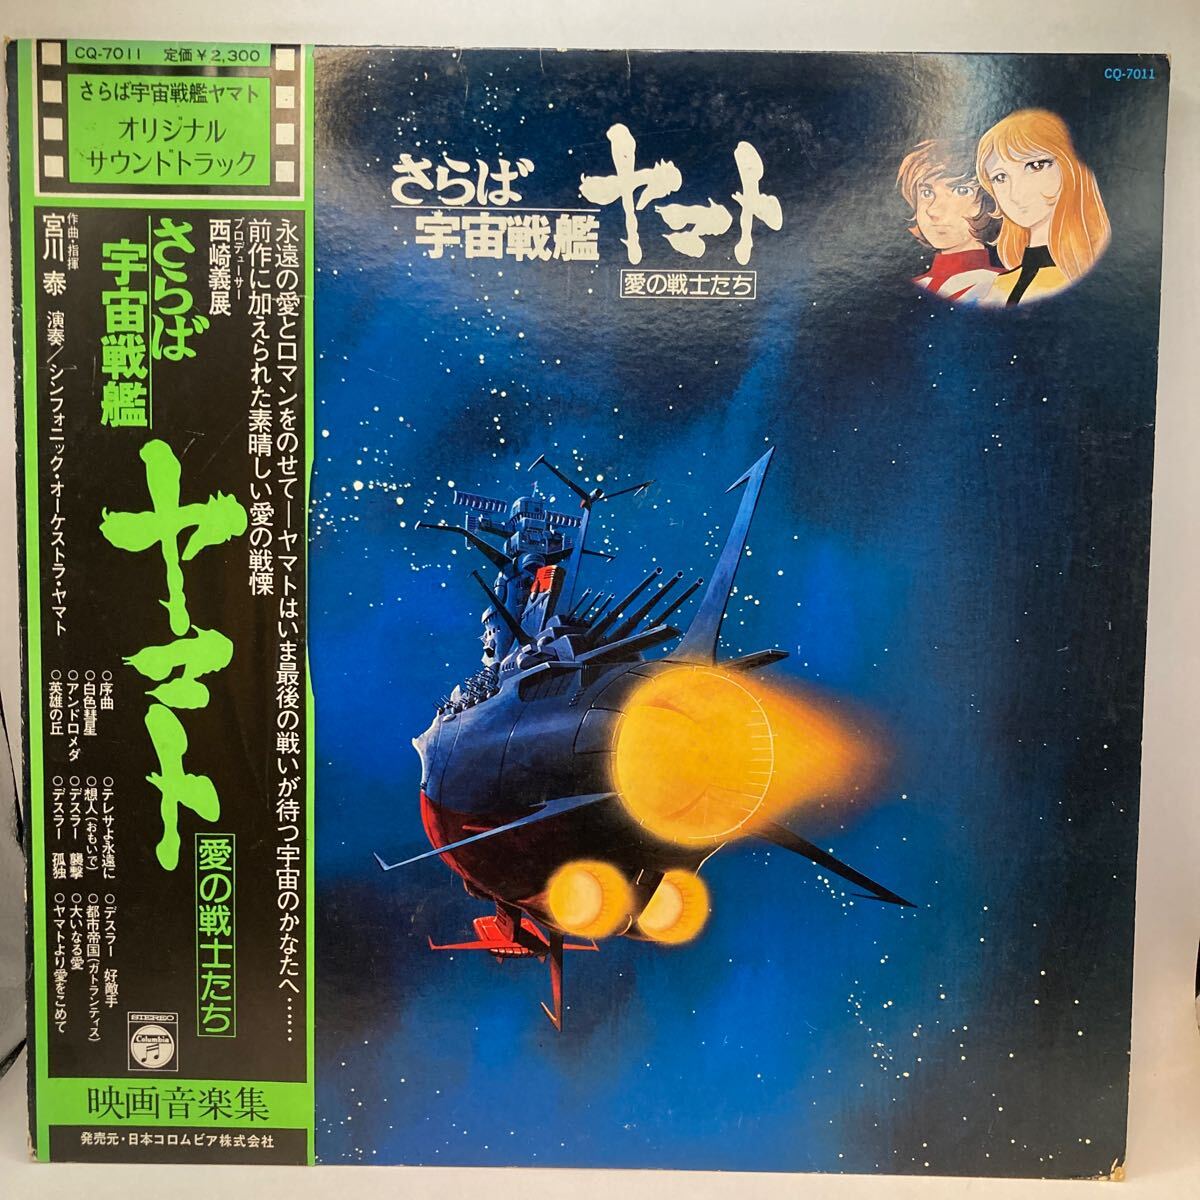 CQ-7011 定価¥2,300
さらば宇宙戦艦ヤマト
オリジナル
サウンドトラック
永遠の愛とロマンをのせて―ヤマトはいま最後の戦いが待つ宇宙のかなたへ……
前作に加えられた素晴しい愛の戦慄
プロデューサー
西崎義展
さらば
宇宙戦艦
ヤマト
愛の戦士たち
作曲・指揮
宮川 泰 演奏/シンフォニック・オーケストラ・ヤマト
○序曲
○白色彗星
○アンドロメダ
○英雄の丘
○テレサよ永遠に
○想人(おもいで)
○デスラー 襲撃
○デスラー 孤独
○デスラー 好敵手
○都市帝国(ガトランティス)
○大いなる愛
○ヤマトより愛をこめて
STEREO
Columbia
映画音楽集
発売元・日本コロムビア株式会社
CQ-7011
さらば
宇宙戦艦
ヤマト
愛の戦士たち